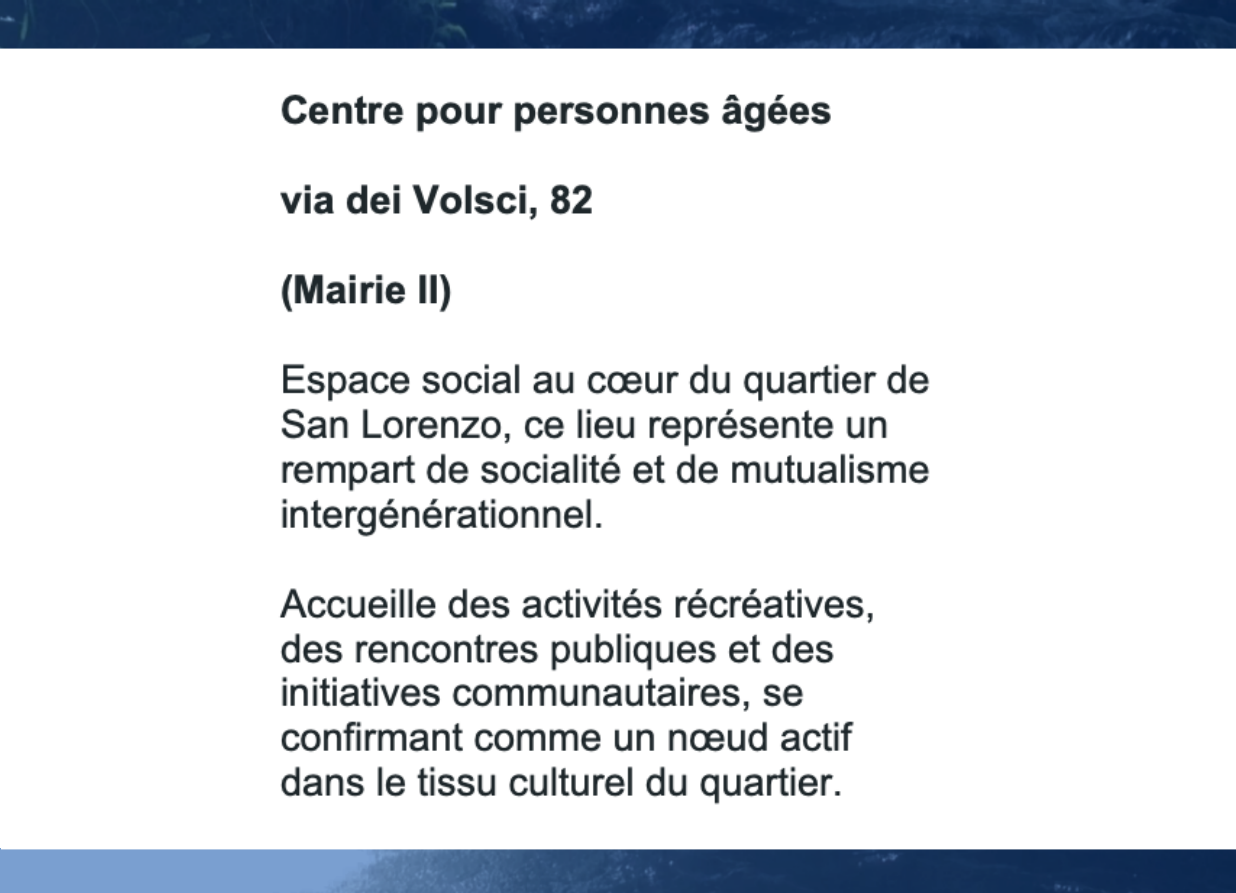 Centre pour personnes âgées
via dei Volsci, 82
(Mairie II)
Espace social au cœur du quartier de
San Lorenzo, ce lieu représente un
rempart de socialité et de mutualisme
intergénérationnel.
Accueille des activités récréatives,
des rencontres publiques et des
initiatives communautaires, se
confirmant comme un nœud actif
dans le tissu culturel du quartier.